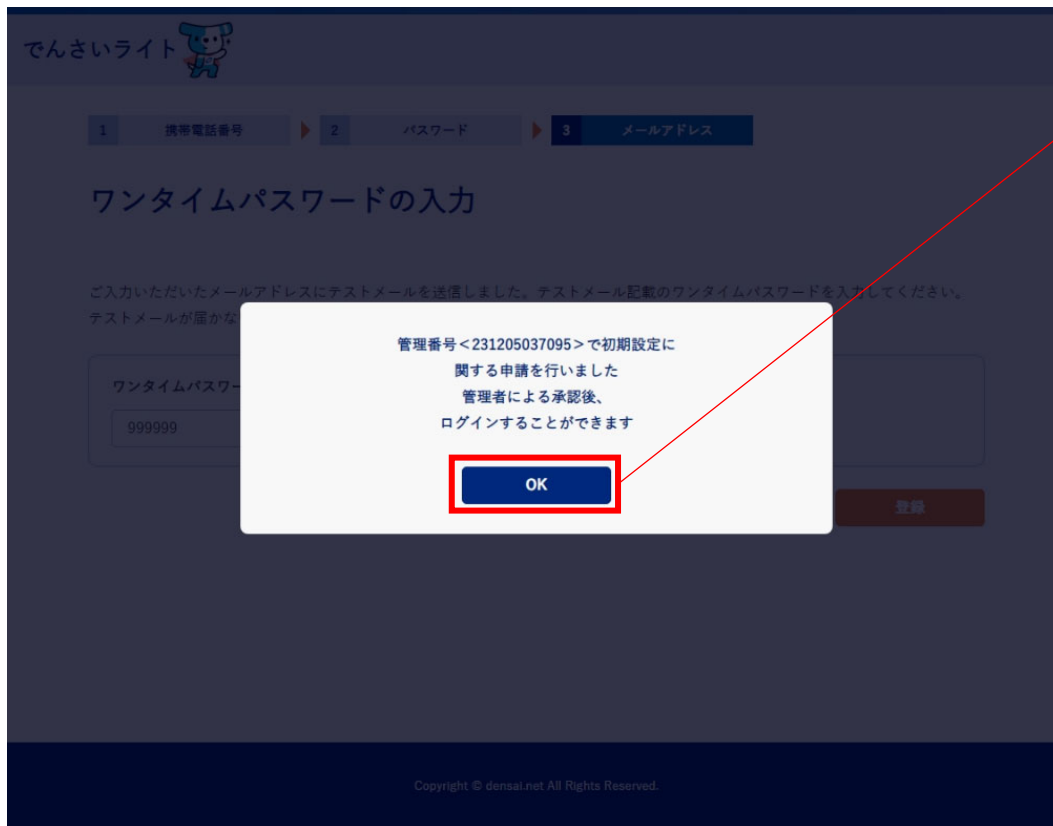 でんさいライト
1 携帯電話番号 2 パスワード 3 メールアドレス
ワンタイムパスワードの入力
ご入力いただいたメールアドレスにテストメールを送信しました。テストメール記載のワンタイムパスワードを入力してください。
テストメールが届かな
管理番号<231205037095>で初期設定に
関する申請を行いました
管理者による承認後、
ログインすることができます
ワンタイムパスワー
999999
OK
登録
Copyright © densai.net All Rights Reserved.